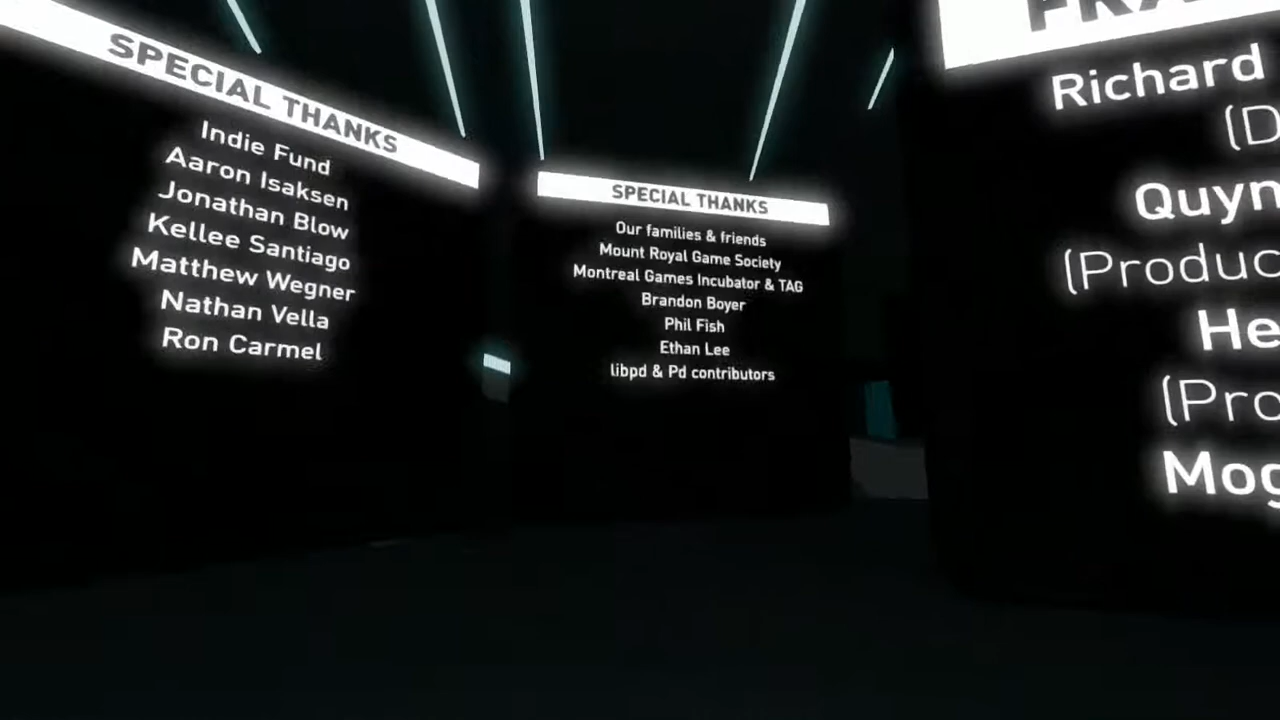 SPECIAL THANKS
Indie Fund
Aaron Isaksen
Jonathan Blow
Kellee Santiago
Matthew Wegner
Nathan Vella
Ron Carmel
SPECIAL THANKS
Our families & friends
Mount Royal Game Society
Montreal Games Incubator & TAG
Brandon Boyer
Phil Fish
Ethan Lee
libpd & Pd contributors
Richard